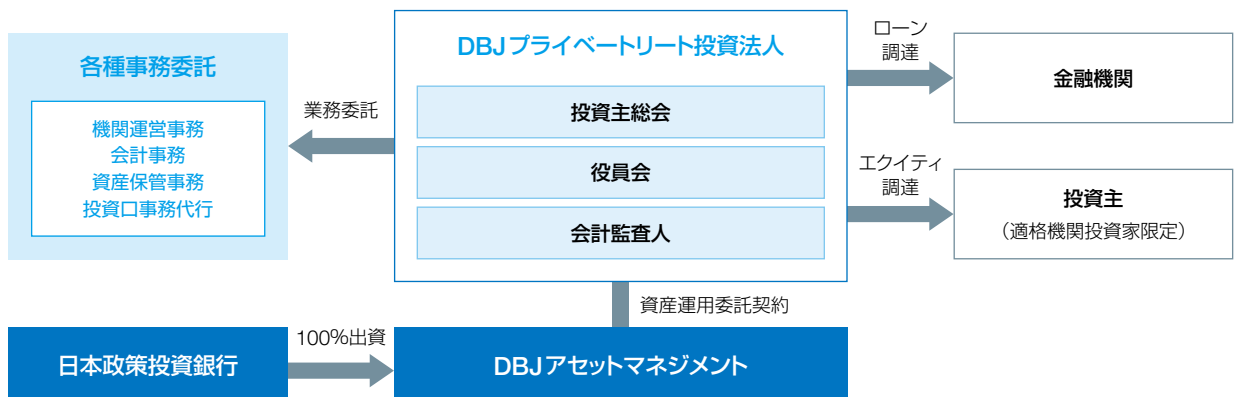 各種事務委託
機関運営事務
会計事務
資産保管事務
投資口事務代行
業務委託
DBJプライベートリート投資法人
投資主総会
役員会
会計監査人
ローン
調達
金融機関
エクイティ
調達
投資主
（適格機関投資家限定）
資産運用委託契約
日本政策投資銀行
100％出資
DBJアセットマネジメント